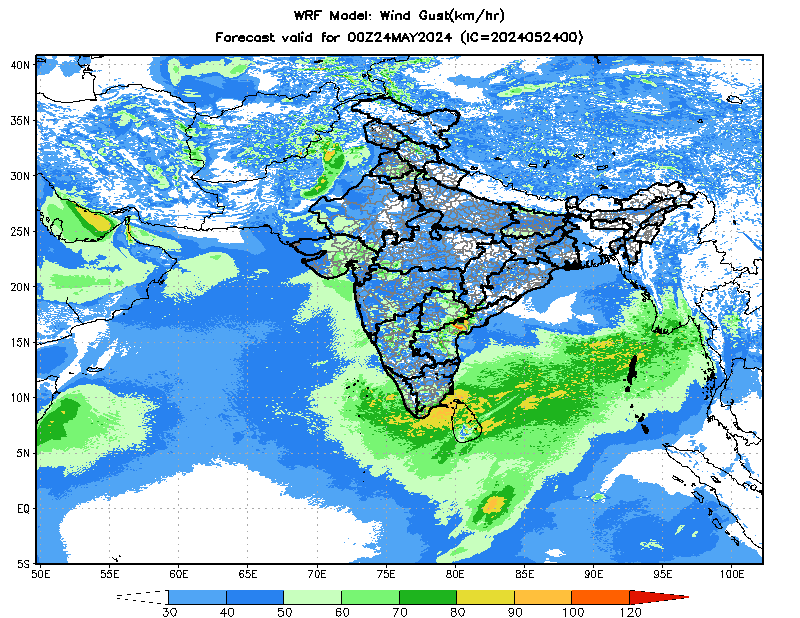 WRF Model: Wind Gust(km/hr)
Forecast valid for 00Z24MAY2024 (IC=2024052400)
40N
35N
30N
25N
20N
15N
10N
5N
EQ
5S
50E 55E 60E 65E 70E 75E 80E 85E 90E 95E 100E
30 40 50 60 70 80 90 100 120